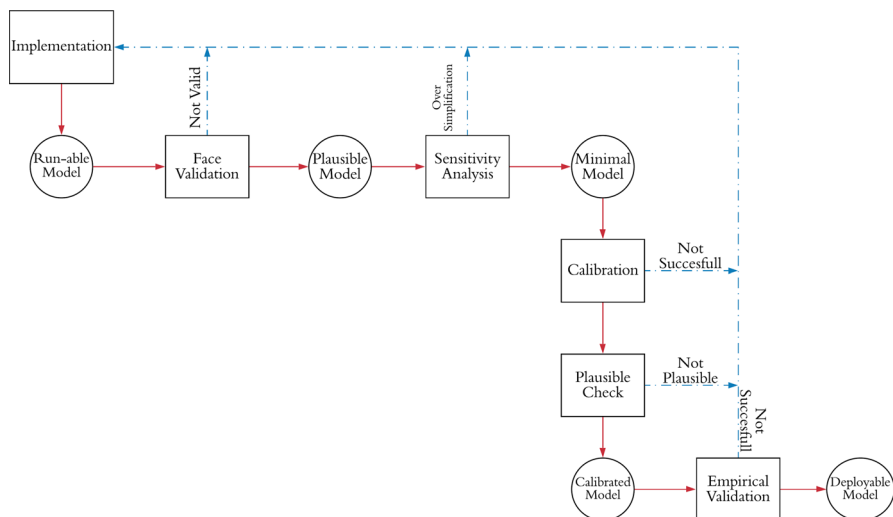 Implementation
Not Valid
Over
Simplification
Run-able
Model
Face
Validation
Plausible
Model
Sensitivity
Analysis
Minimal
Model
Calibration
Not
Succesfull
Plausible
Check
Not
Plausible
Not
Succesfull
Calibrated
Model
Empirical
Validation
Deployable
Model